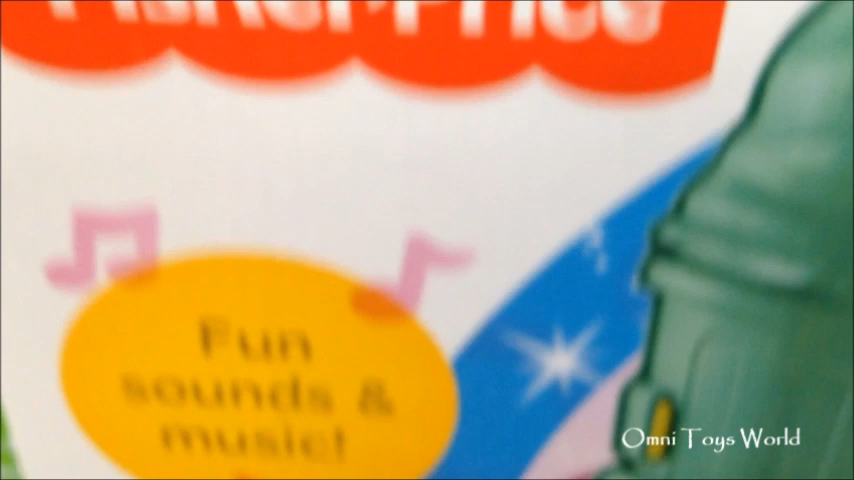 Fisher-Price
Fun
sounds &
music!
Omni Toys World